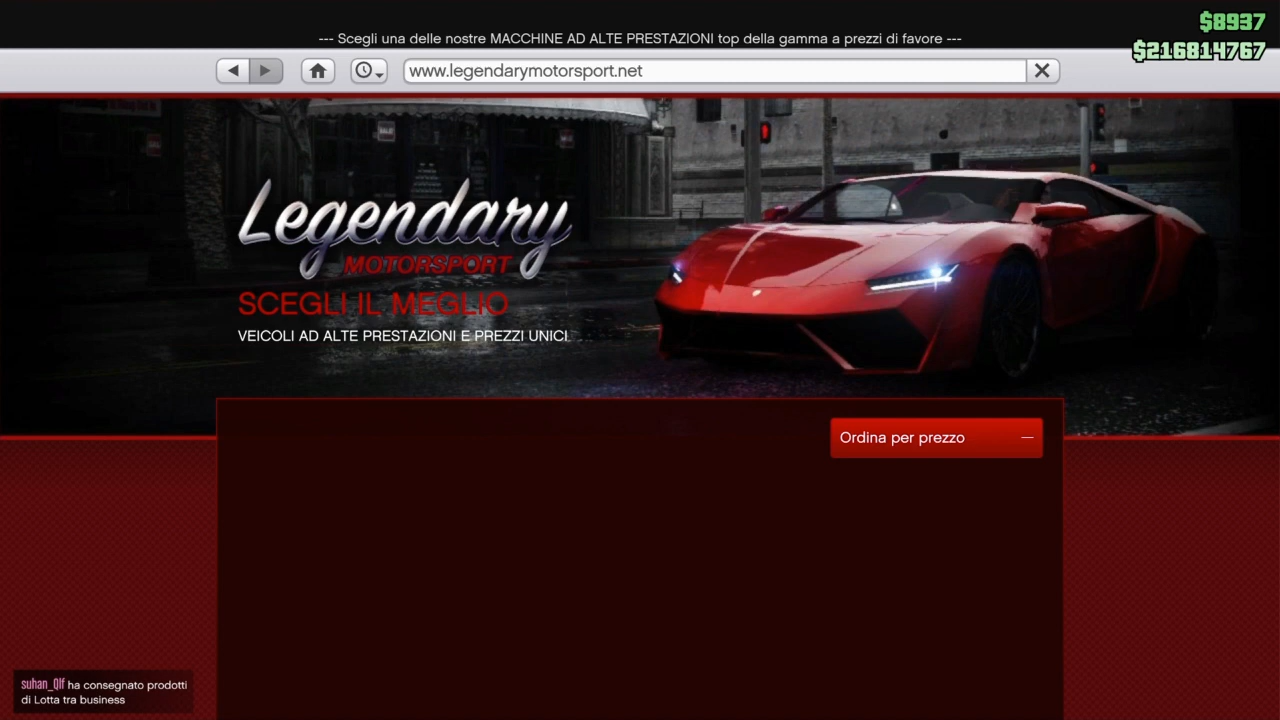 $8937
--- Scegli una delle nostre MACCHINE AD ALTE PRESTAZIONI top della gamma a prezzi di favore ---
$216814767
www.legendarymotorsport.net
SALE!
Legendary
MOTORSPORT
SCEGLI IL MEGLIO
VEICOLI AD ALTE PRESTAZIONI E PREZZI UNICI
Ordina per prezzo
suhan_Qlf ha consegnato prodotti
di Lotta tra business